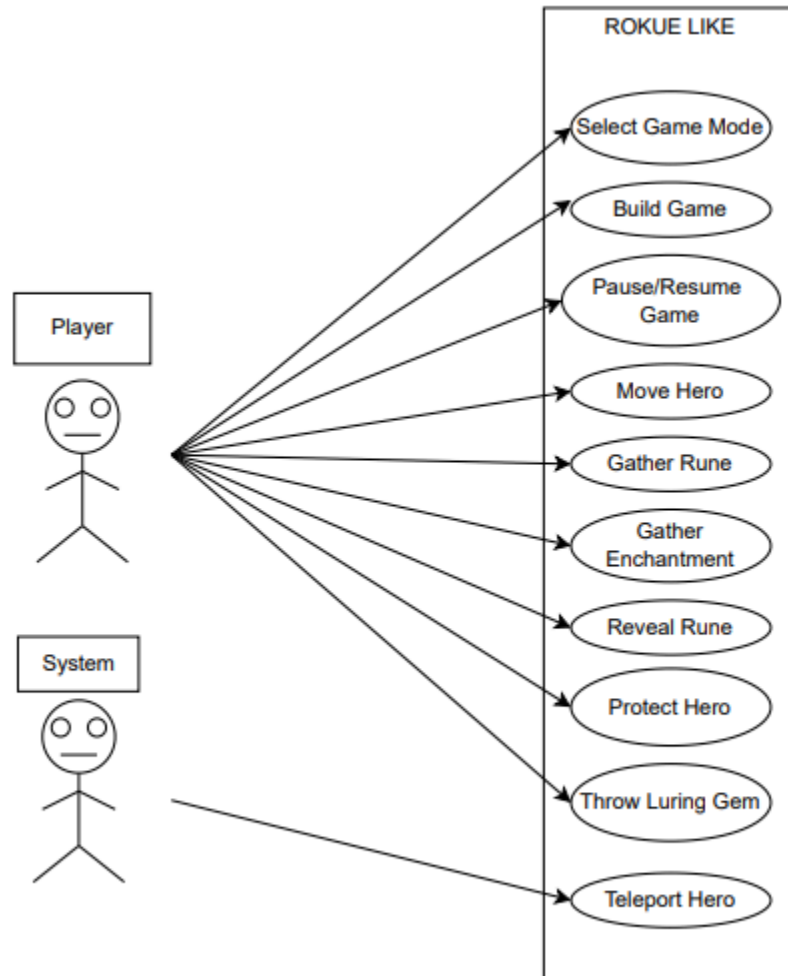 ROKUE LIKE
Select Game Mode
Build Game
Pause/Resume
Game
Player
Move Hero
Gather Rune
Gather
Enchantment
Reveal Rune
System
Protect Hero
Throw Luring Gem
Teleport Hero